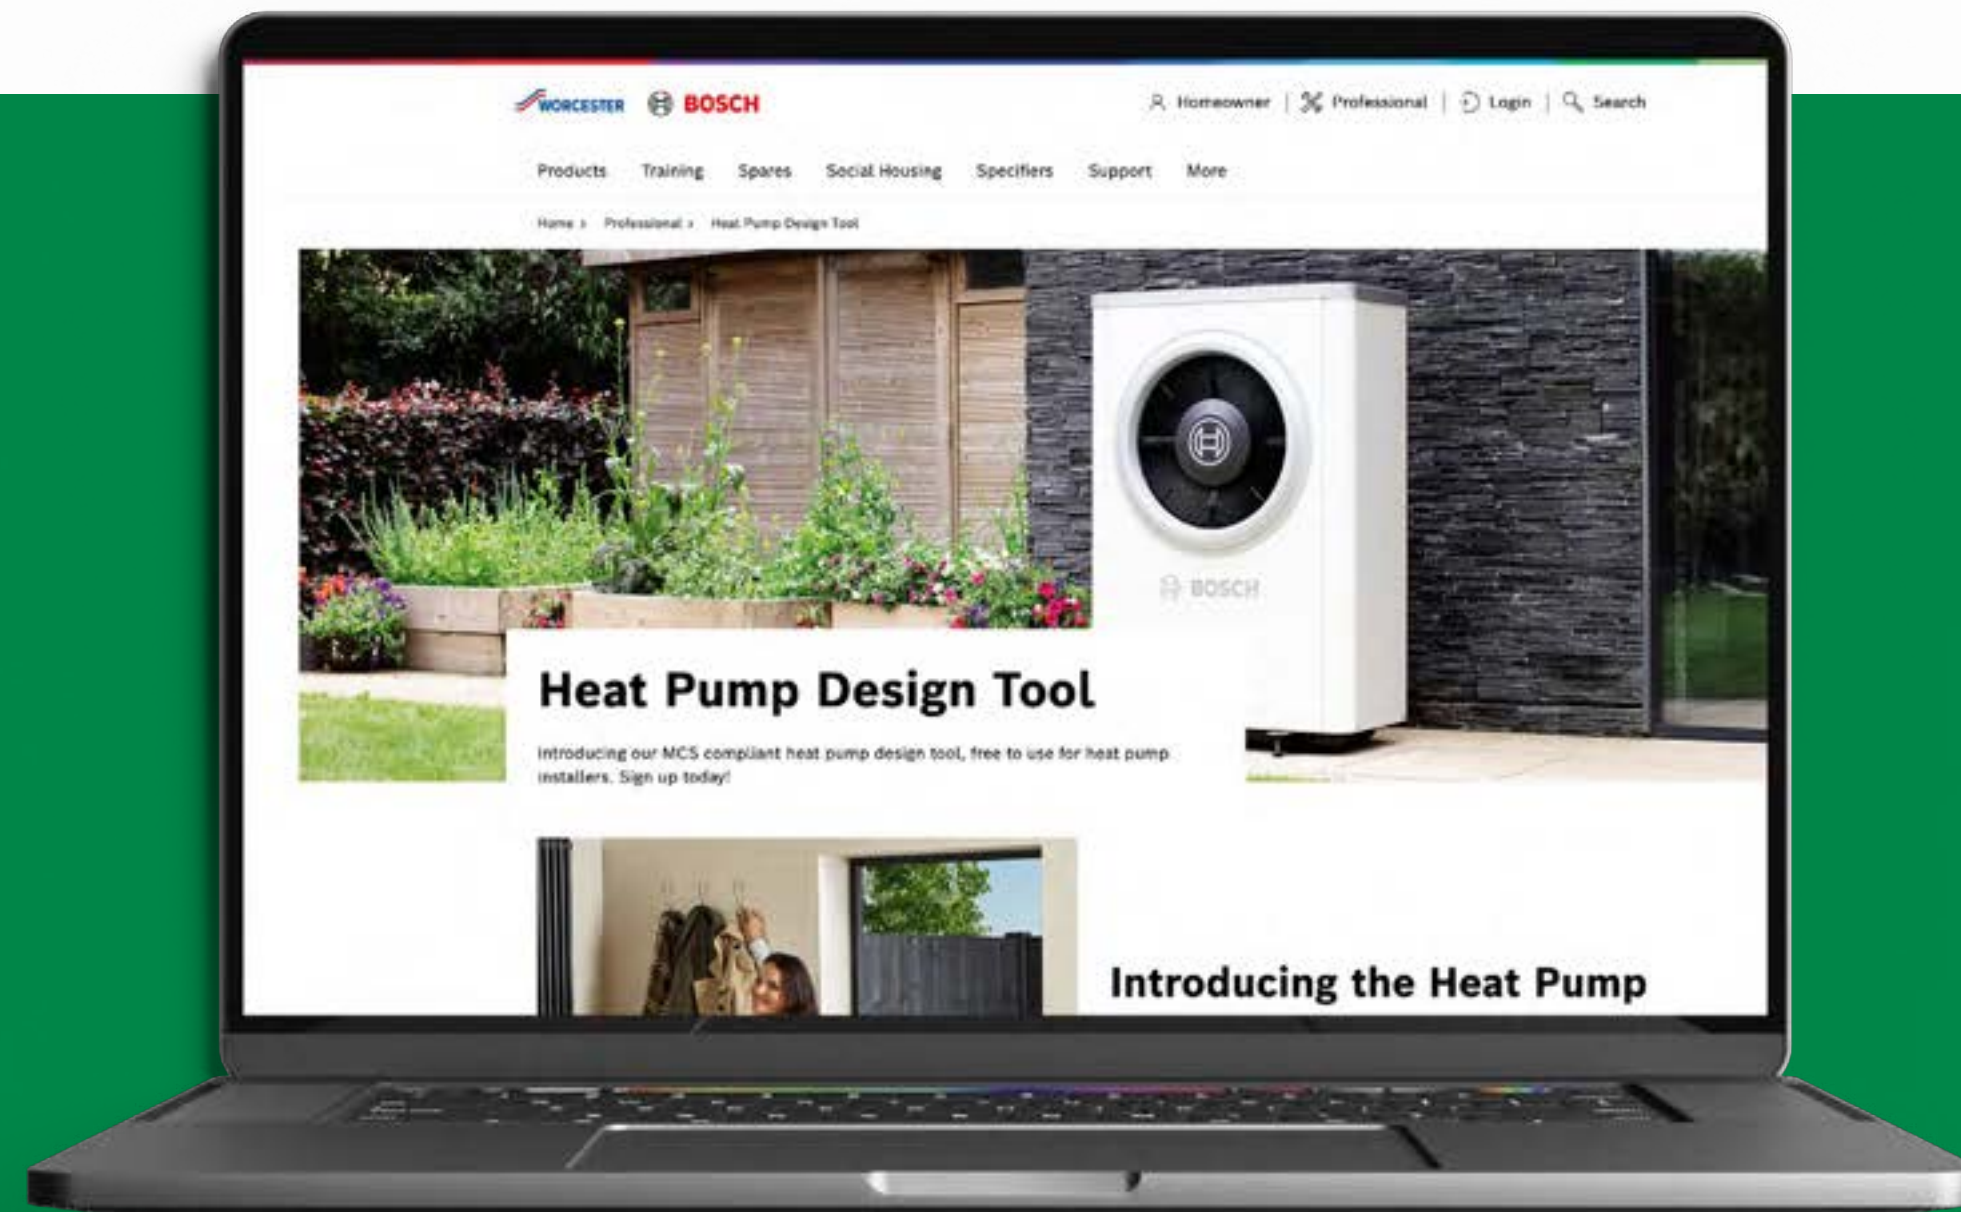 WORCESTER BOSCH
Homeowner | Professional | Login | Search
Products Training Spares Social Housing Specifiers Support More
Home > Professional > Heat Pump Design Tool
BOSCH
Heat Pump Design Tool
Introducing our MCS compliant heat pump design tool, free to use for heat pump
installers. Sign up today!
Introducing the Heat Pump